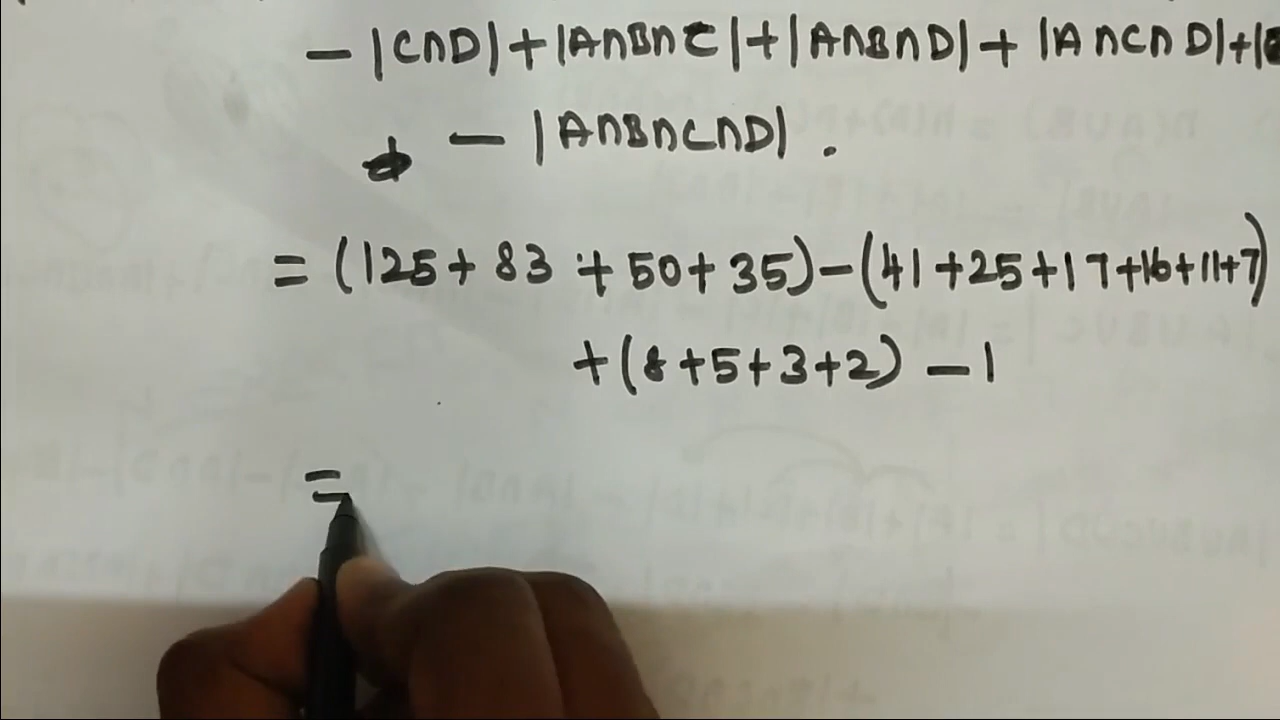 − |C∩D| + |A∩B∩C| + |A∩B∩D| + |A∩C∩D| + |
− |A∩B∩C∩D| .
= (125 + 83 + 50 + 35) − (41 + 25 + 17 + 16 + 11 + 7)
+ (8 + 5 + 3 + 2) − 1
=